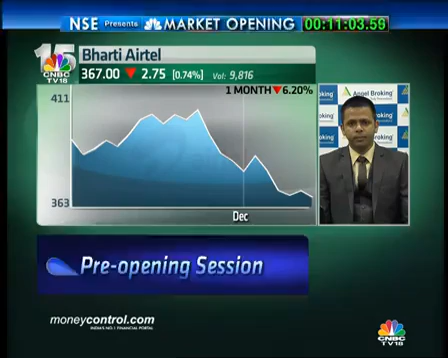 NSE Presents MARKET OPENING 00:11:03.59
15
CNBC
TV18
Bharti Airtel
367.00 ▼ 2.75 [0.74%] Vol: 9,816
411
1 MONTH ▼6.20%
363
Dec
Angel Broking
Pre-opening Session
moneycontrol.com
INDIA'S NO.1 FINANCIAL PORTAL
CNBC
TV18